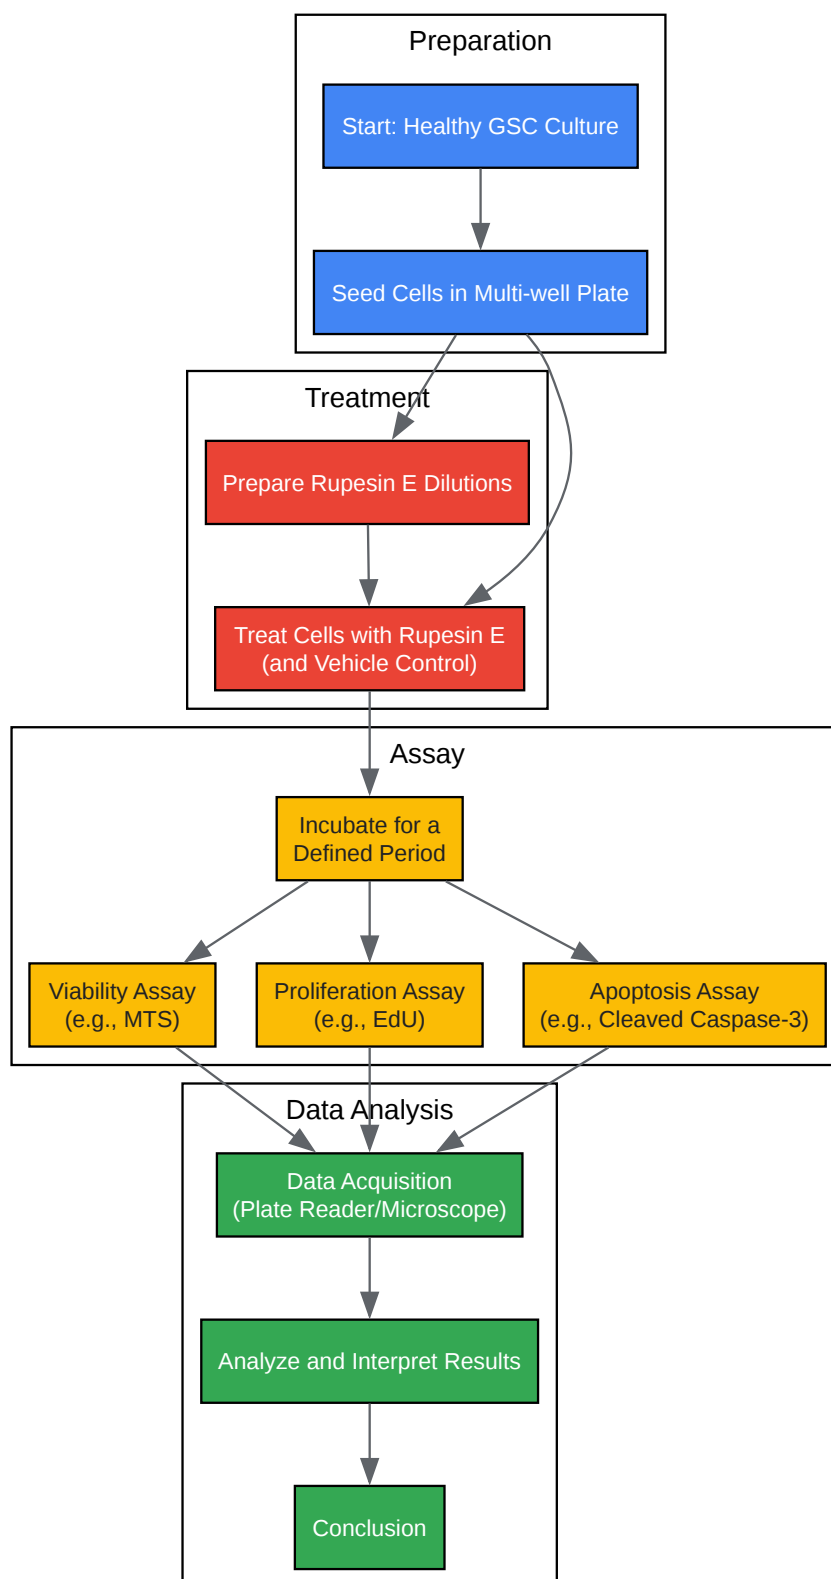 Preparation
Start: Healthy GSC Culture
Seed Cells in Multi-well Plate
Treatment
Prepare Rupesin E Dilutions
Treat Cells with Rupesin E
(and Vehicle Control)
Assay
Incubate for a
Defined Period
Viability Assay
(e.g., MTS)
Proliferation Assay
(e.g., EdU)
Apoptosis Assay
(e.g., Cleaved Caspase-3)
Data Analysis
Data Acquisition
(Plate Reader/Microscope)
Analyze and Interpret Results
Conclusion